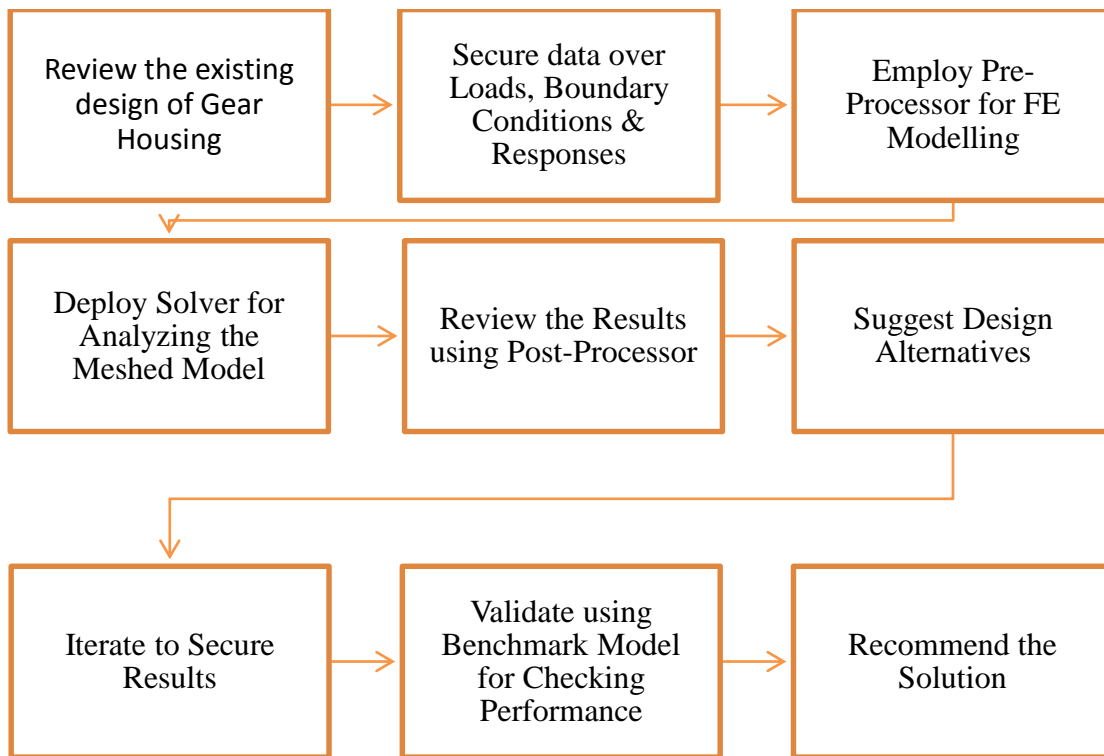 Review the existing
design of Gear
Housing
Secure data over
Loads, Boundary
Conditions &
Responses
Employ Pre-
Processor for FE
Modelling
Deploy Solver for
Analyzing the
Meshed Model
Review the Results
using Post-Processor
Suggest Design
Alternatives
Iterate to Secure
Results
Validate using
Benchmark Model
for Checking
Performance
Recommend the
Solution